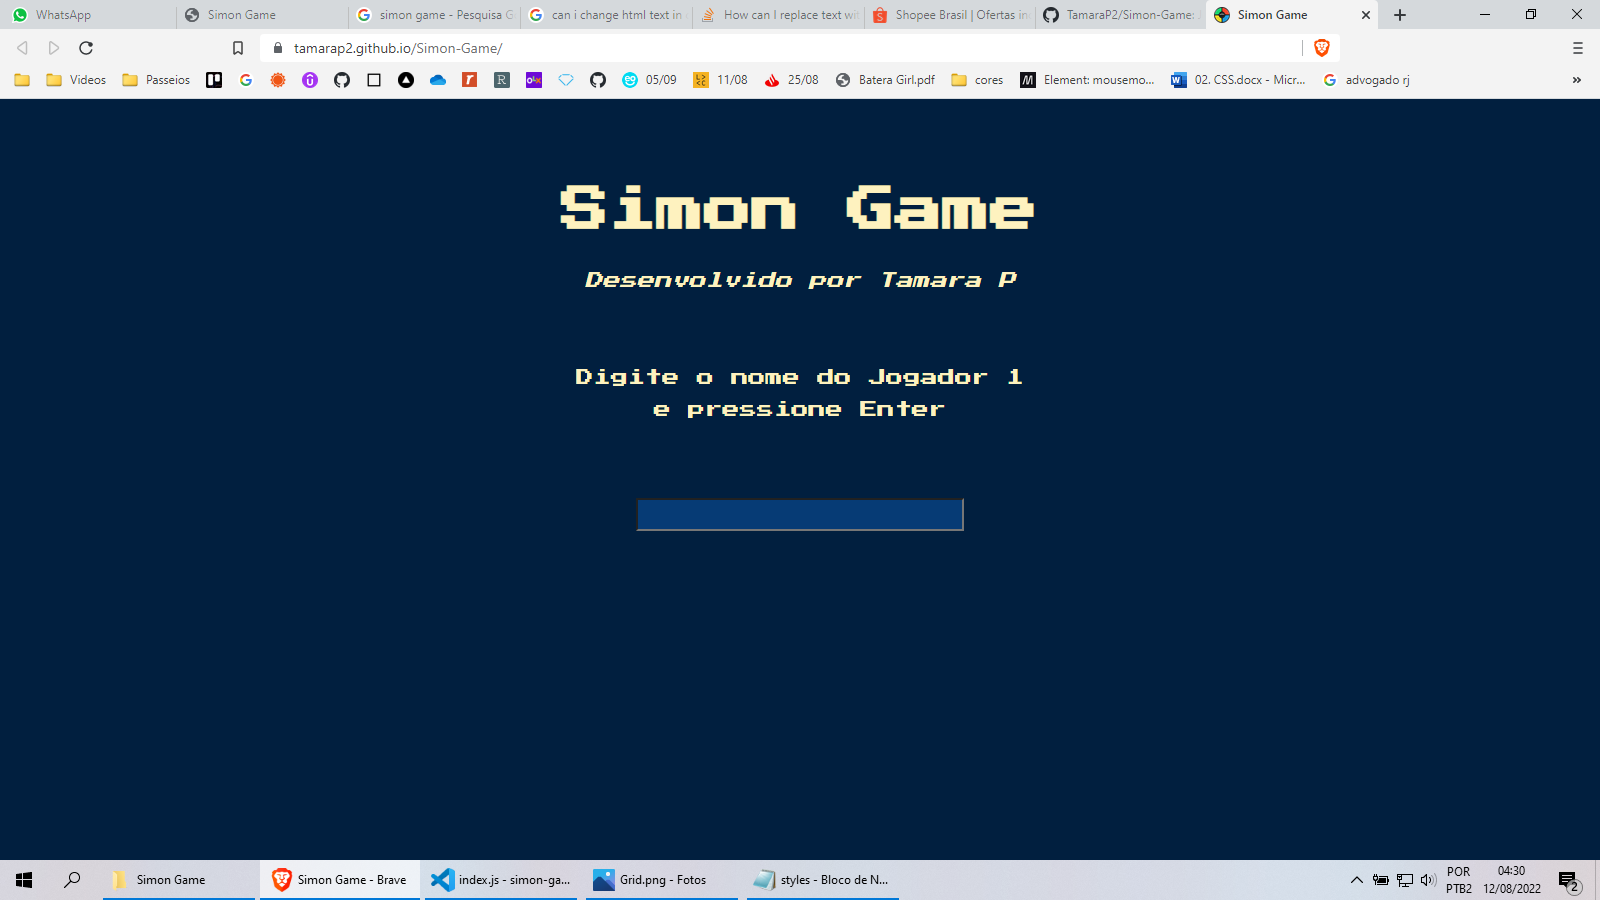 WhatsApp
Simon Game
simon game - Pesquisa G
can i change html text in
How can I replace text wit
Shopee Brasil | Ofertas in
TamaraP2/Simon-Game:
Simon Game
tamarap2.github.io/Simon-Game/
Videos
Passeios
05/09
11/08
25/08
Batera Girl.pdf
cores
Element: mousemo...
02. CSS.docx - Micr...
advogado rj
»
Simon Game
Desenvolvido por Tamara P
Digite o nome do Jogador 1
e pressione Enter
Simon Game
Simon Game - Brave
index.js - simon-ga...
Grid.png - Fotos
styles - Bloco de N...
POR
PTB2
04:30
12/08/2022
2